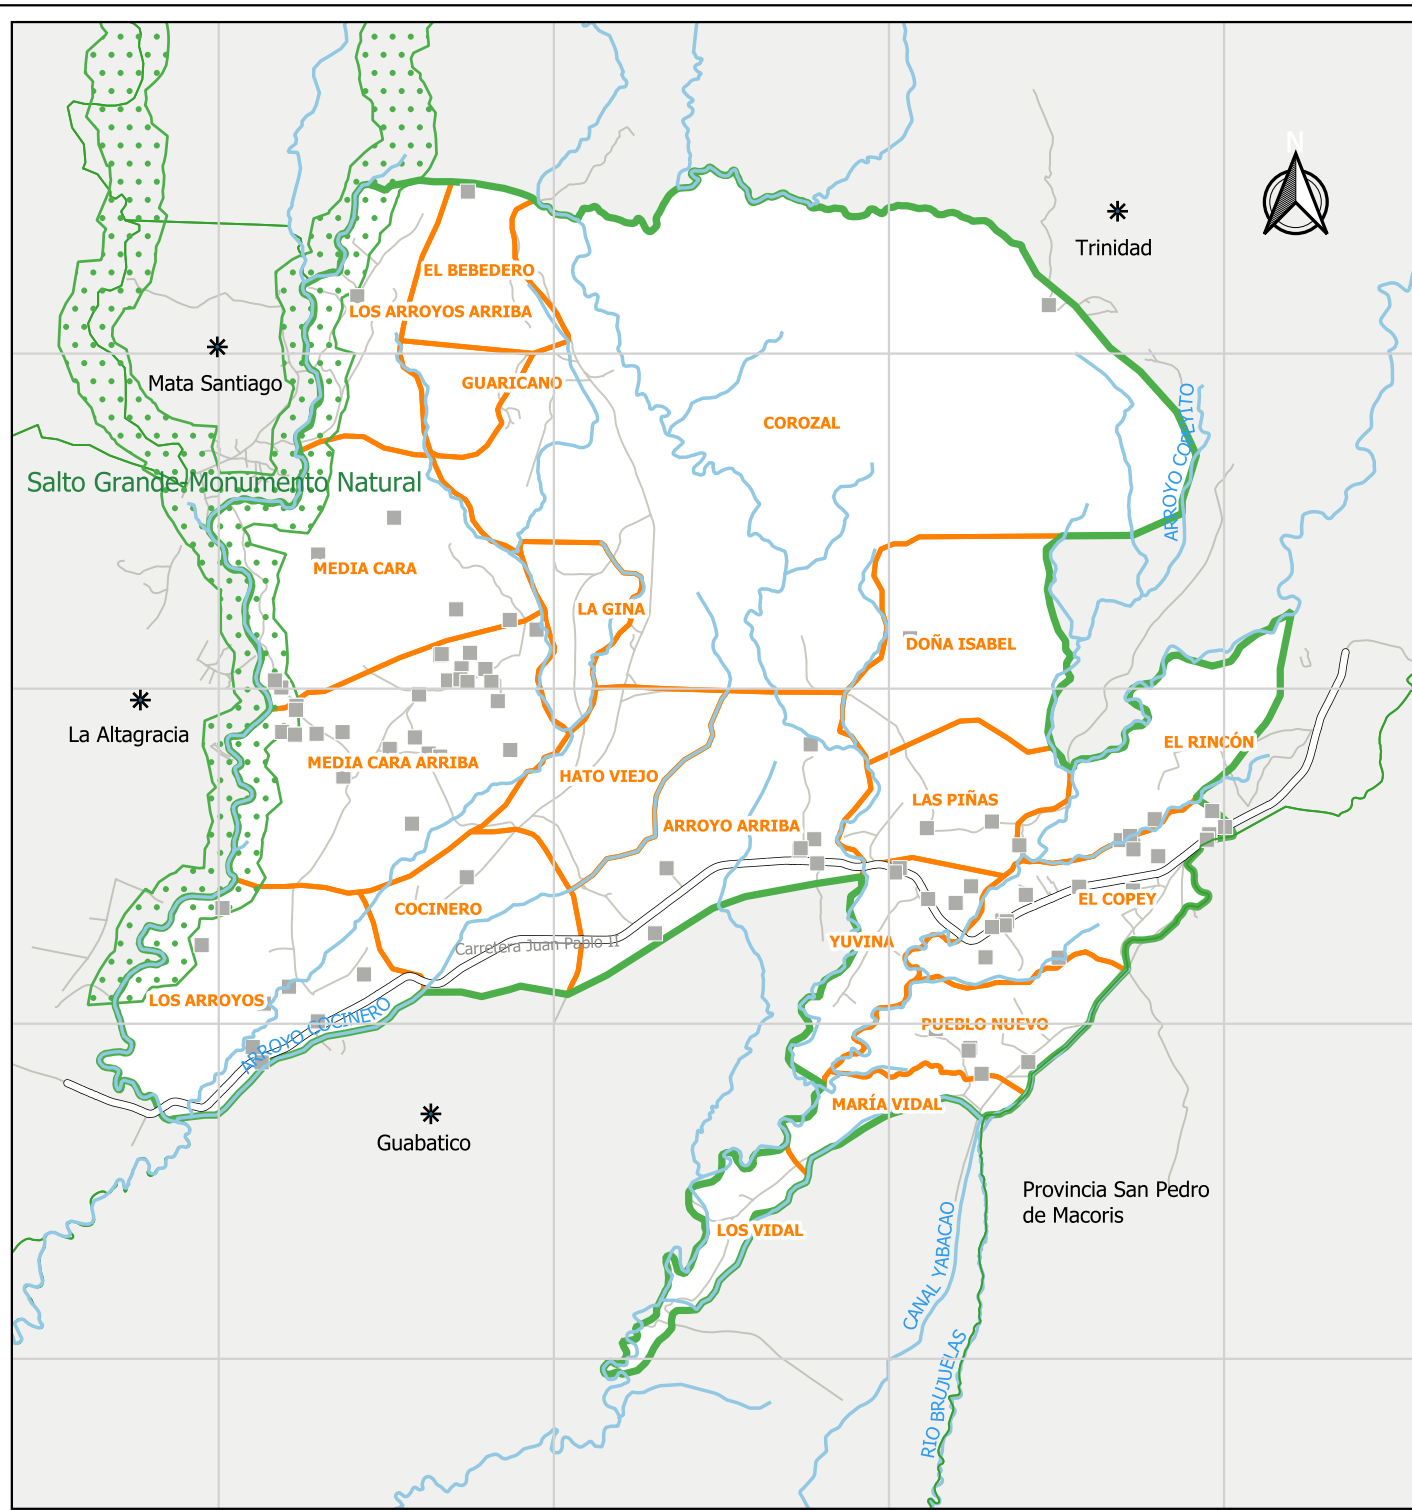 N
Trinidad
EL BEBEDERO
LOS ARROYOS ARRIBA
Mata Santiago
GUARICANO
COROZAL
ARROYO COPEYITO
Salto Grande-Monumento Natural
MEDIA CARA
LA GINA
DOÑA ISABEL
La Altagracia
EL RINCÓN
MEDIA CARA ARRIBA
HATO VIEJO
LAS PIÑAS
ARROYO ARRIBA
EL COPEY
COCINERO
YUVINA
Carretera Juan Pablo II
LOS ARROYOS
ARROYO COCINERO
PUEBLO NUEVO
MARÍA VIDAL
Guabatico
Provincia San Pedro
de Macoris
LOS VIDAL
CANAL YABACAO
RIO BRUJUELAS